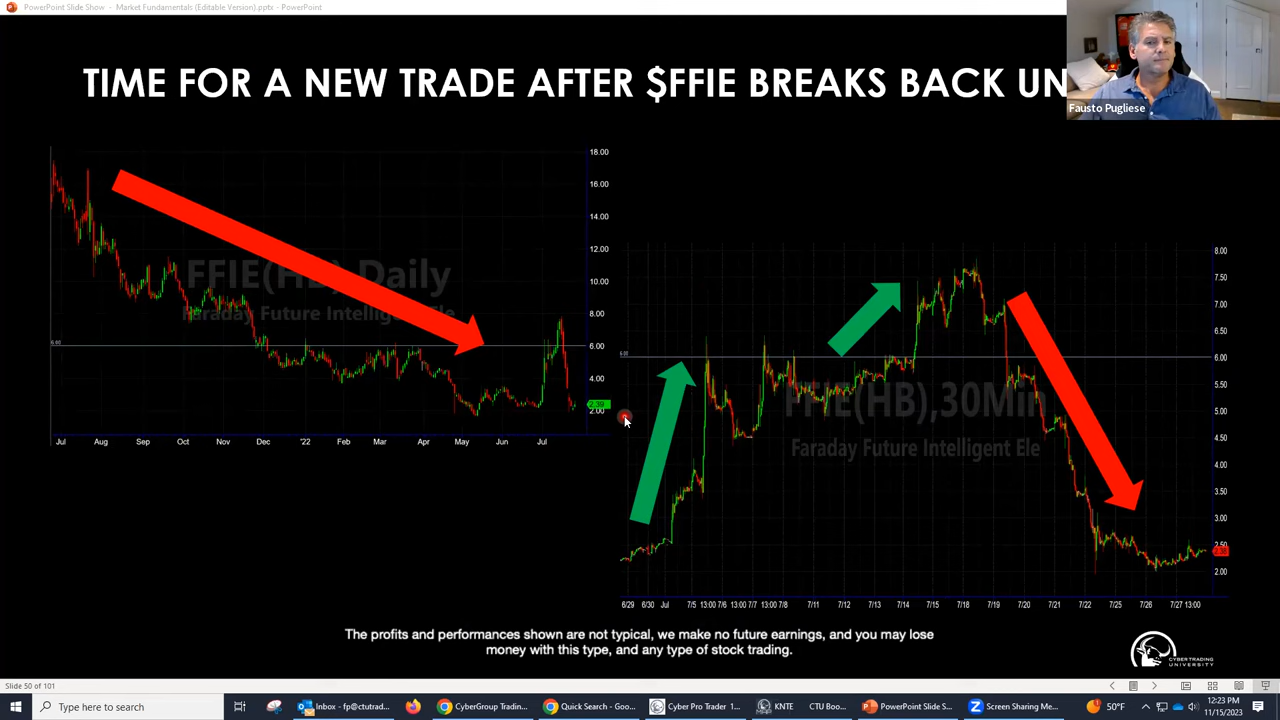 PowerPoint Slide Show - Market Fundamentals (Editable Version).pptx - PowerPoint
TIME FOR A NEW TRADE AFTER $FFIE BREAKS BACK UN
Fausto Pugliese
FFIE(HB),Daily
Faraday Future Intelligent Ele
18.00
16.00
14.00
12.00
10.00
8.00
6.00
4.00
2.00
2.38
6.00
Jul Aug Sep Oct Nov Dec '22 Feb Mar Apr May Jun Jul
FFIE(HB),30Min
Faraday Future Intelligent Ele
8.00
7.50
7.00
6.50
6.00
5.50
5.00
4.50
4.00
3.50
3.00
2.50
2.38
2.00
6/29 6/30 Jul 7/5 13:00 7/6 13:00 7/7 13:00 7/8 7/11 7/12 7/13 7/14 7/15 7/18 7/19 7/20 7/21 7/22 7/25 7/26 7/27 13:00
The profits and performances shown are not typical, we make no future earnings, and you may lose
money with this type, and any type of stock trading.
CYBERTRADING
UNIVERSITY
Slide 50 of 101
Type here to search
Inbox - fp@ctutrad...
CyberGroup Tradin...
Quick Search - Goo...
Cyber Pro Trader 1...
KNTE
CTU Boo...
PowerPoint Slide S...
Screen Sharing Me...
50°F
12:23 PM
11/15/2023